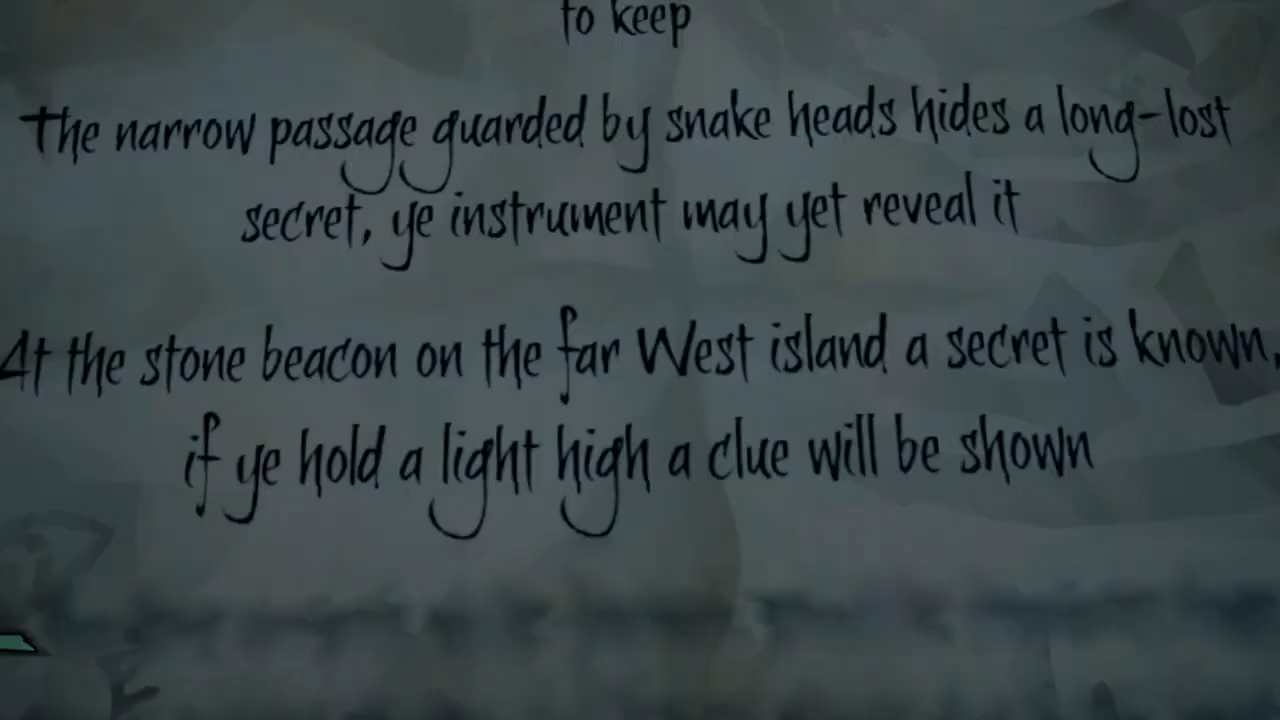 to keep
The narrow passage guarded by snake heads hides a long-lost
secret, ye instrument may yet reveal it
At the stone beacon on the far West island a secret is known,
if ye hold a light high a clue will be shown